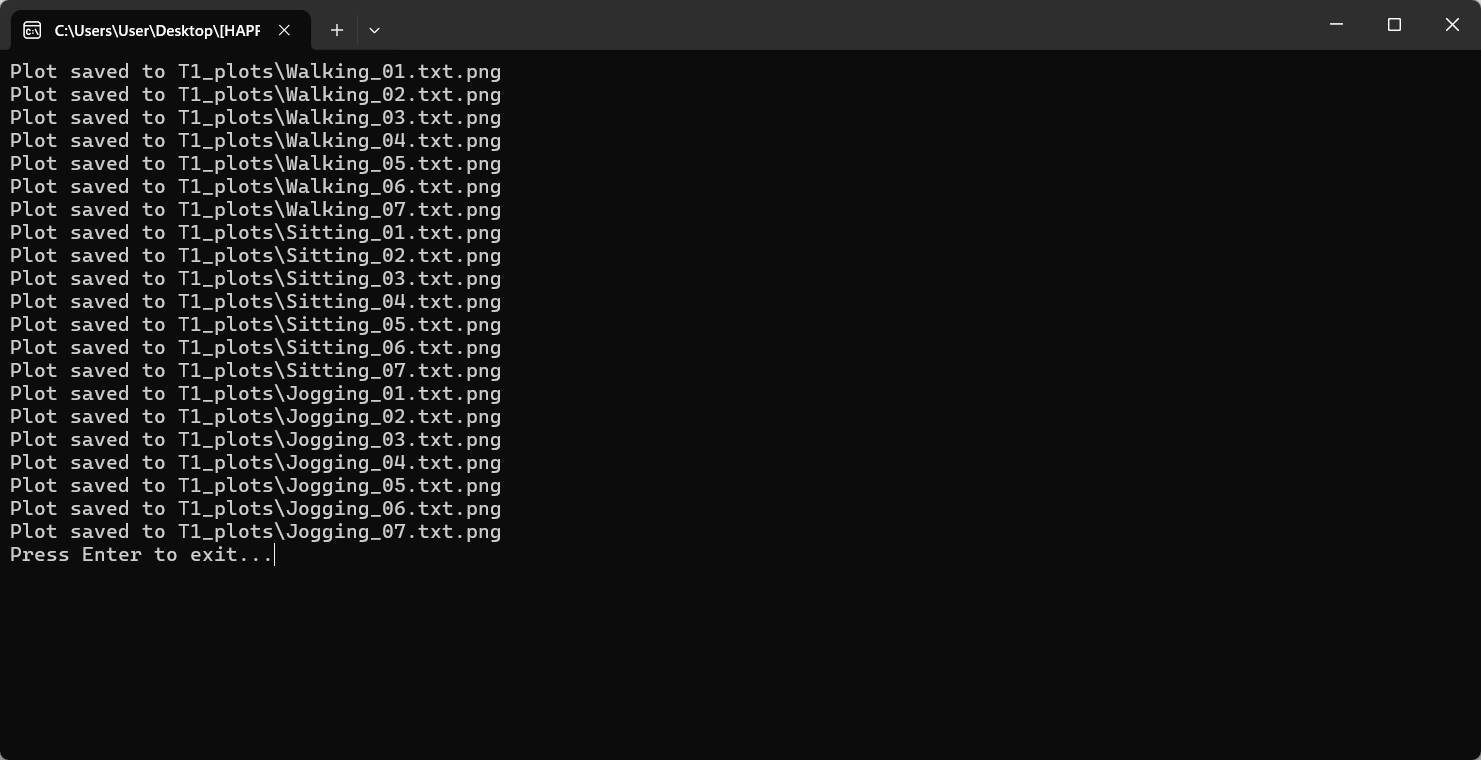 C:\Users\User\Desktop\[HAPF
Plot saved to T1_plots\Walking_01.txt.png
Plot saved to T1_plots\Walking_02.txt.png
Plot saved to T1_plots\Walking_03.txt.png
Plot saved to T1_plots\Walking_04.txt.png
Plot saved to T1_plots\Walking_05.txt.png
Plot saved to T1_plots\Walking_06.txt.png
Plot saved to T1_plots\Walking_07.txt.png
Plot saved to T1_plots\Sitting_01.txt.png
Plot saved to T1_plots\Sitting_02.txt.png
Plot saved to T1_plots\Sitting_03.txt.png
Plot saved to T1_plots\Sitting_04.txt.png
Plot saved to T1_plots\Sitting_05.txt.png
Plot saved to T1_plots\Sitting_06.txt.png
Plot saved to T1_plots\Sitting_07.txt.png
Plot saved to T1_plots\Jogging_01.txt.png
Plot saved to T1_plots\Jogging_02.txt.png
Plot saved to T1_plots\Jogging_03.txt.png
Plot saved to T1_plots\Jogging_04.txt.png
Plot saved to T1_plots\Jogging_05.txt.png
Plot saved to T1_plots\Jogging_06.txt.png
Plot saved to T1_plots\Jogging_07.txt.png
Press Enter to exit...